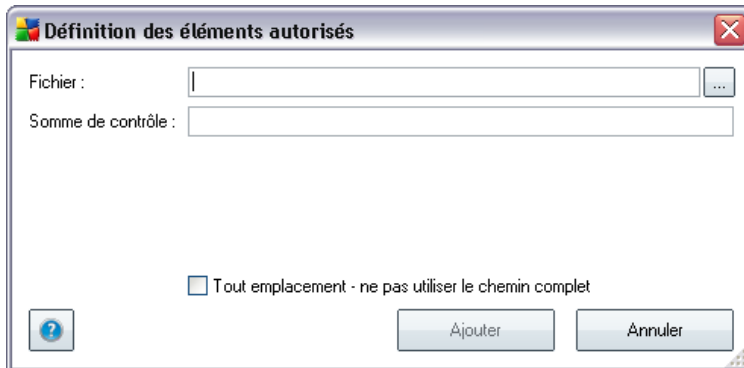 Définition des éléments autorisés
Fichier :
...
Somme de contrôle :
Tout emplacement - ne pas utiliser le chemin complet
?
Ajouter
Annuler